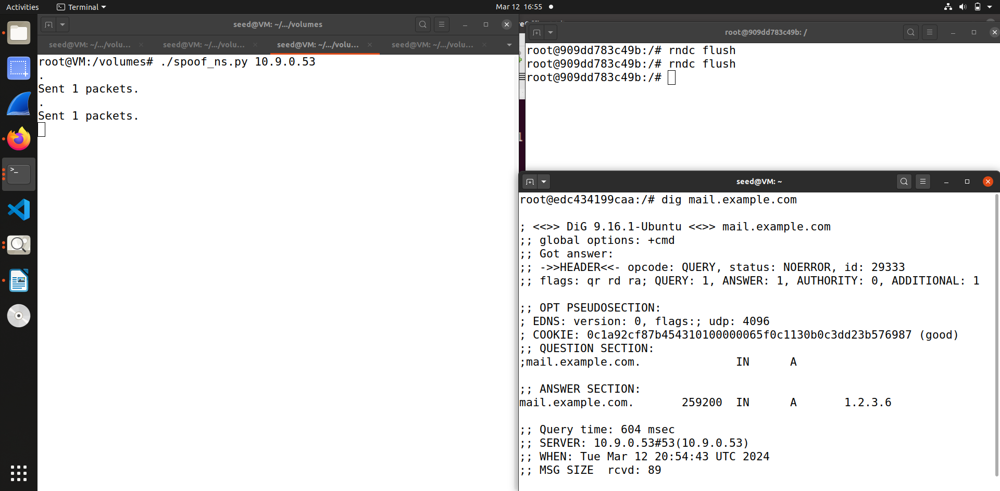 Activities
Terminal
Mar 12 16:55
seed@VM: ~/.../volumes
seed@VM: ~/.../volu...
seed@VM: ~/.../volu...
seed@VM: ~/.../volu...
seed@VM: ~/.../volu...
root@VM:/volumes# ./spoof_ns.py 10.9.0.53
.
Sent 1 packets.
.
Sent 1 packets.
root@909dd783c49b: /
root@909dd783c49b:/# rndc flush
root@909dd783c49b:/# rndc flush
root@909dd783c49b:/#
seed@VM: ~
root@edc434199caa:/# dig mail.example.com
; <<>> DiG 9.16.1-Ubuntu <<>> mail.example.com
;; global options: +cmd
;; Got answer:
;; ->>HEADER<<- opcode: QUERY, status: NOERROR, id: 29333
;; flags: qr rd ra; QUERY: 1, ANSWER: 1, AUTHORITY: 0, ADDITIONAL: 1
;; OPT PSEUDOSECTION:
; EDNS: version: 0, flags:; udp: 4096
; COOKIE: 0c1a92cf87b454310100000065f0c1130b0c3dd23b576987 (good)
;; QUESTION SECTION:
;mail.example.com. IN A
;; ANSWER SECTION:
mail.example.com. 259200 IN A 1.2.3.6
;; Query time: 604 msec
;; SERVER: 10.9.0.53#53(10.9.0.53)
;; WHEN: Tue Mar 12 20:54:43 UTC 2024
;; MSG SIZE rcvd: 89